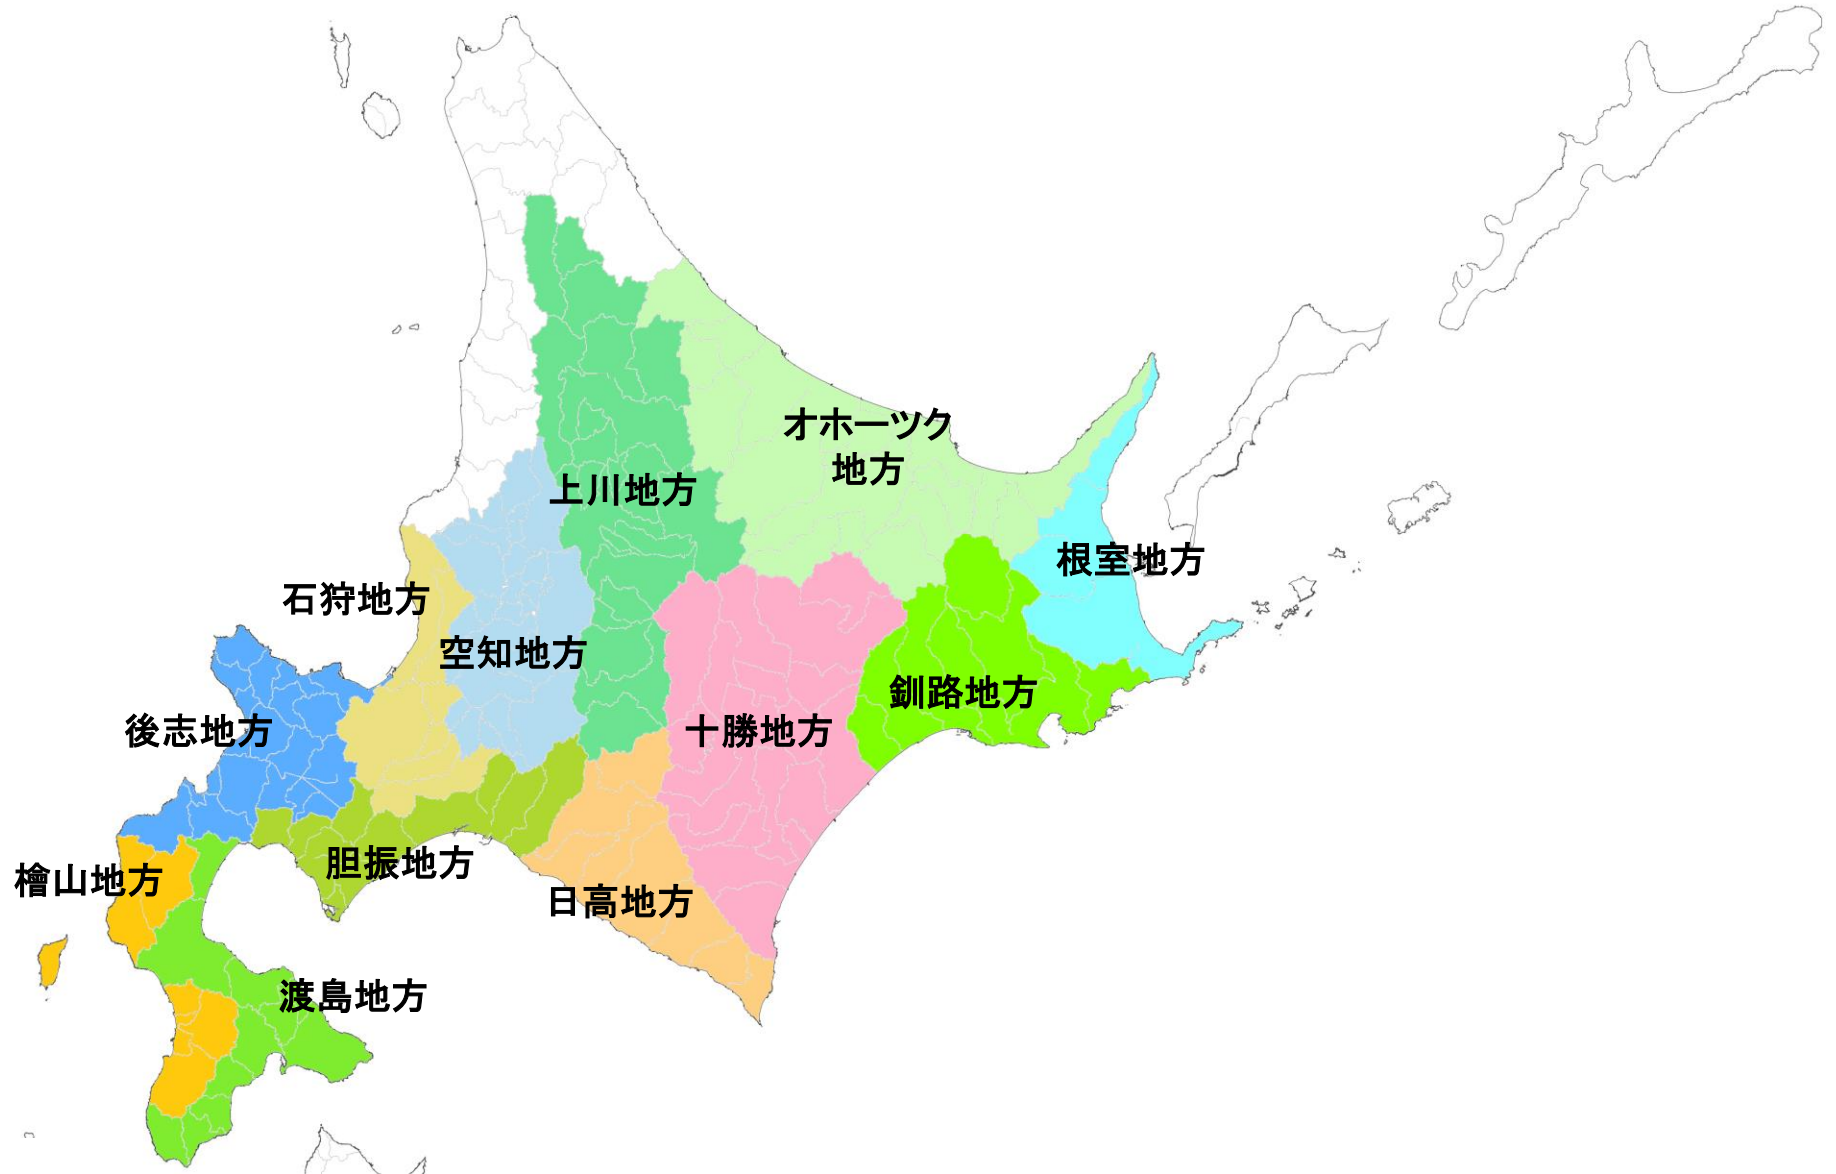 オホーツク
地方
上川地方
根室地方
石狩地方
空知地方
釧路地方
後志地方
十勝地方
胆振地方
檜山地方
日高地方
渡島地方